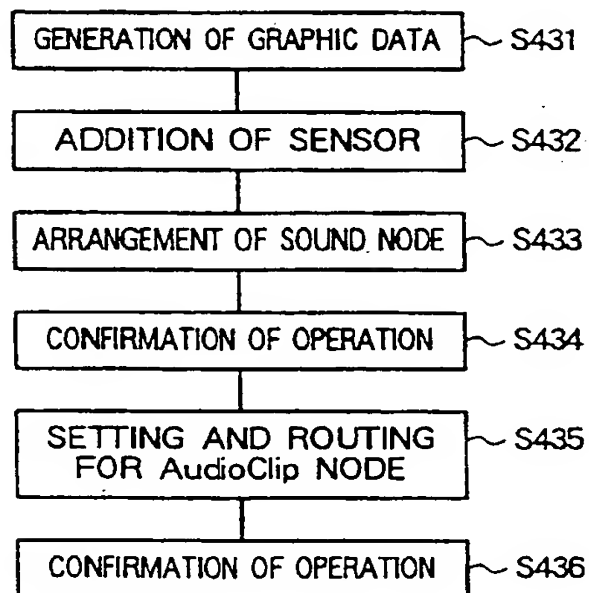 GENERATION OF GRAPHIC DATA S431
ADDITION OF SENSOR S432
ARRANGEMENT OF SOUND NODE S433
CONFIRMATION OF OPERATION S434
SETTING AND ROUTING S435
FOR AudioClip NODE
CONFIRMATION OF OPERATION S436